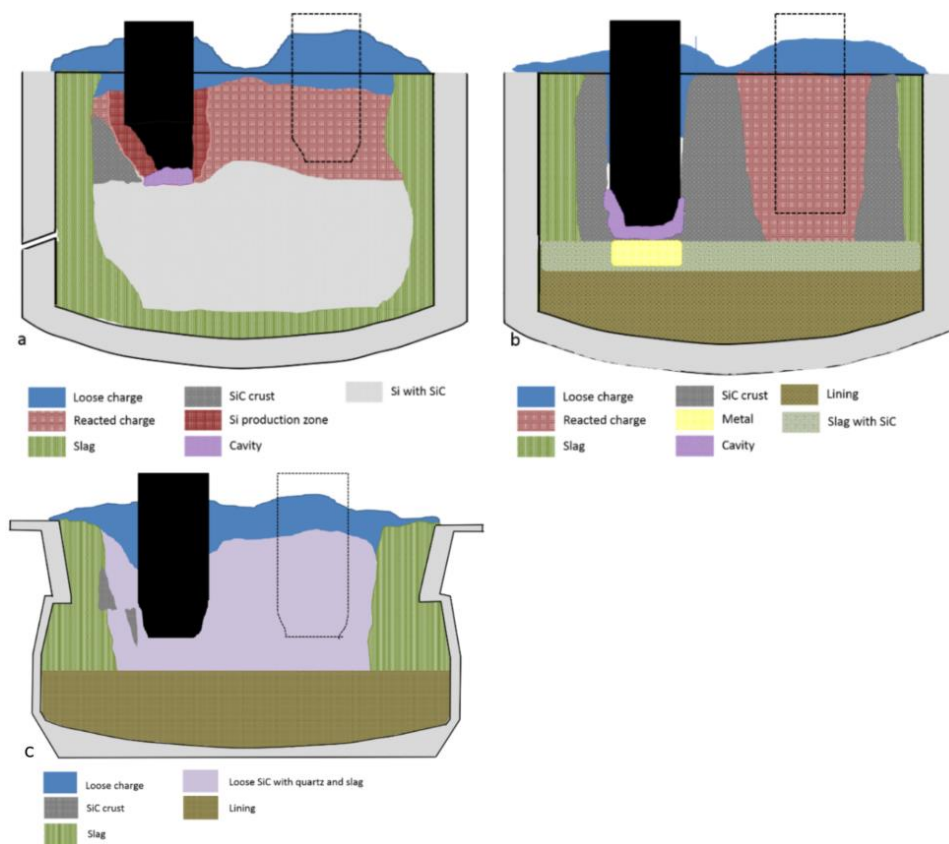 a
b
Loose charge
SiC crust
Si with SiC
Reacted charge
Si production zone
Slag
Cavity
Loose charge
SiC crust
Lining
Reacted charge
Metal
Slag with SiC
Slag
Cavity
c
Loose charge
Loose SiC with quartz and slag
SiC crust
Lining
Slag